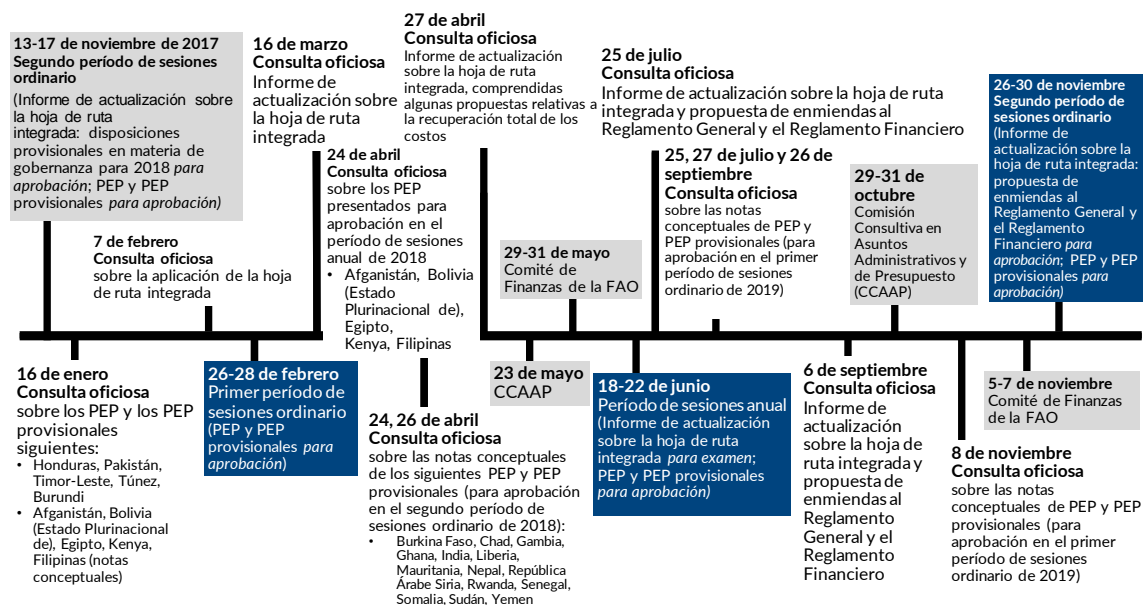 13-17 de noviembre de 2017
Segundo período de sesiones
ordinario
(Informe de actualización sobre
la hoja de ruta
integrada: disposiciones
provisionales en materia de
gobernanza para 2018 para
aprobación; PEP y PEP
provisionales para aprobación)
7 de febrero
Consulta oficiosa
sobre la aplicación de la hoja
de ruta integrada
16 de marzo
Consulta oficiosa
Informe de
actualización sobre
la hoja de ruta
integrada
24 de abril
Consulta oficiosa
sobre los PEP
presentados para
aprobación en el
período de sesiones
anual de 2018
• Afganistán, Bolivia
(Estado
Plurinacional de),
Egipto,
Kenya, Filipinas
27 de abril
Consulta oficiosa
Informe de actualización
sobre la hoja de ruta
integrada, comprendidas
algunas propuestas relativas a
la recuperación total de los
costos
29-31 de mayo
Comité de
Finanzas de la FAO
25 de julio
Consulta oficiosa
Informe de actualización sobre la hoja de ruta
integrada y propuesta de enmiendas al
Reglamento General y el Reglamento Financiero
25, 27 de julio y 26 de
septiembre
Consulta oficiosa
sobre las notas
conceptuales de PEP y
PEP provisionales (para
aprobación en el primer
período de sesiones
ordinario de 2019)
29-31 de
octubre
Comisión
Consultiva en
Asuntos
Administrativos y
de Presupuesto
(CCAAP)
26-30 de noviembre
Segundo período de
sesiones ordinario
(Informe de
actualización sobre la
hoja de ruta integrada:
propuesta de
enmiendas al
Reglamento General y
el Reglamento
Financiero para
aprobación; PEP y PEP
provisionales para
aprobación)
16 de enero
Consulta oficiosa
sobre los PEP y los PEP
provisionales
siguientes:
• Honduras, Pakistán,
Timor-Leste, Túnez,
Burundi
• Afganistán, Bolivia
(Estado Plurinacional
de), Egipto, Kenya,
Filipinas (notas
conceptuales)
26-28 de febrero
Primer período de
sesiones ordinario
(PEP y PEP
provisionales para
aprobación)
24, 26 de abril
Consulta oficiosa
sobre las notas conceptuales
de los siguientes PEP y PEP
provisionales (para aprobación
en el segundo período de
sesiones ordinario de 2018):
• Burkina Faso, Chad, Gambia,
Ghana, India, Liberia,
Mauritania, Nepal, República
Árabe Siria, Rwanda, Senegal,
Somalia, Sudán, Yemen
23 de mayo
CCAAP
18-22 de junio
Período de sesiones anual
(Informe de actualización
sobre la hoja de ruta
integrada para examen;
PEP y PEP provisionales
para aprobación)
6 de septiembre
Consulta oficiosa
Informe de
actualización
sobre la hoja de
ruta integrada y
propuesta de
enmiendas al
Reglamento
General y el
Reglamento
Financiero
5-7 de noviembre
Comité de Finanzas
de la FAO
8 de noviembre
Consulta oficiosa
sobre las notas
conceptuales de PEP y PEP
provisionales (para
aprobación en el primer
período de sesiones
ordinario de 2019)